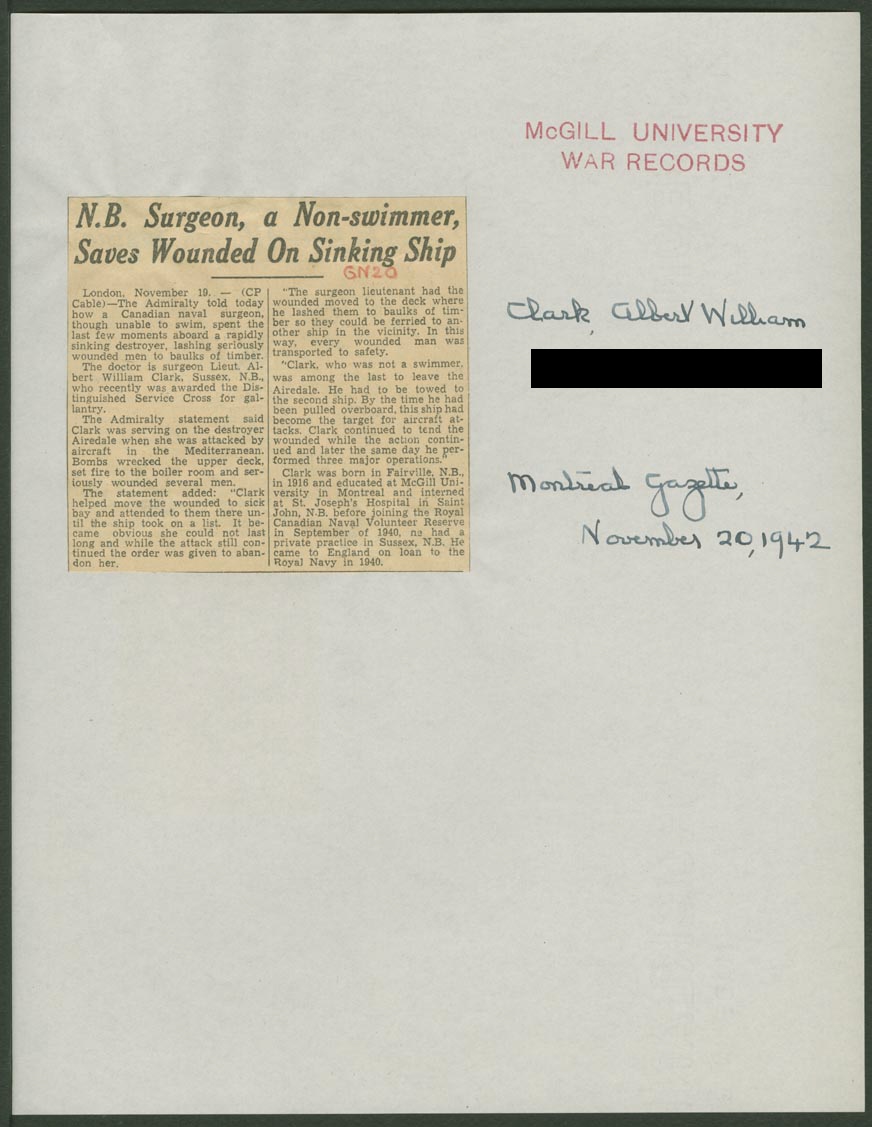 McGILL UNIVERSITY
WAR RECORDS
N.B. Surgeon, a Non-swimmer,
Saves Wounded On Sinking Ship
GN20
London, November 19. — (CP
Cable)—The Admiralty told today
how a Canadian naval surgeon,
though unable to swim, spent the
last few moments aboard a rapidly
sinking destroyer, lashing seriously
wounded men to baulks of timber.
The doctor is surgeon Lieut. Al-
bert William Clark, Sussex, N.B.,
who recently was awarded the Dis-
tinguished Service Cross for gal-
lantry.
The Admiralty statement said
Clark was serving on the destroyer
Airedale when she was attacked by
aircraft in the Mediterranean.
Bombs wrecked the upper deck,
set fire to the boiler room and ser-
iously wounded several men.
The statement added: "Clark
helped move the wounded to sick
bay and attended to them there un-
til the ship took on a list. It be-
came obvious she could not last
long and while the attack still con-
tinued the order was given to aban-
don her.
"The surgeon lieutenant had the
wounded moved to the deck where
he lashed them to baulks of tim-
ber so they could be ferried to an-
other ship in the vicinity. In this
way, every wounded man was
transported to safety.
"Clark, who was not a swimmer,
was among the last to leave the
Airedale. He had to be towed to
the second ship. By the time he had
been pulled overboard, this ship had
become the target for aircraft at-
tacks. Clark continued to tend the
wounded while the action contin-
ued and later the same day he per-
formed three major operations."
Clark was born in Fairville, N.B.,
in 1916 and educated at McGill Uni-
versity in Montreal and interned
at St. Joseph's Hospital in Saint
John, N.B. before joining the Royal
Canadian Naval Volunteer Reserve
in September of 1940, he had a
private practice in Sussex, N.B. He
came to England on loan to the
Royal Navy in 1940.
Clark, Albert William
Montreal Gazette,
November 20, 1942